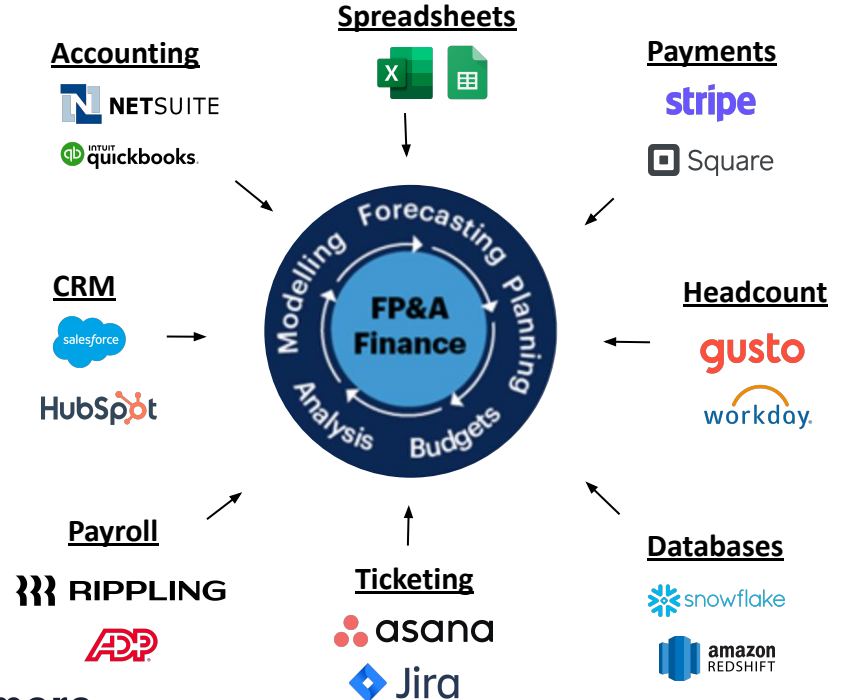 Spreadsheets
Accounting
Payments
X
N
NETSUITE
stripe
qb
INTUIT
quickbooks.
Square
Forecasting
Modelling
Planning
CRM
Headcount
FP&A
Finance
salesforce
gusto
HubSpot
workday.
Analysis
Budgets
Payroll
Databases
Ticketing
RIPPLING
snowflake
asana
ADP
amazon
REDSHIFT
Jira